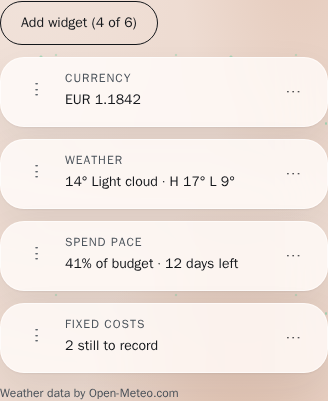 Add widget (4 of 6)
CURRENCY
EUR 1.1842
WEATHER
14° Light cloud · H 17° L 9°
SPEND PACE
41% of budget · 12 days left
FIXED COSTS
2 still to record
Weather data by Open-Meteo.com